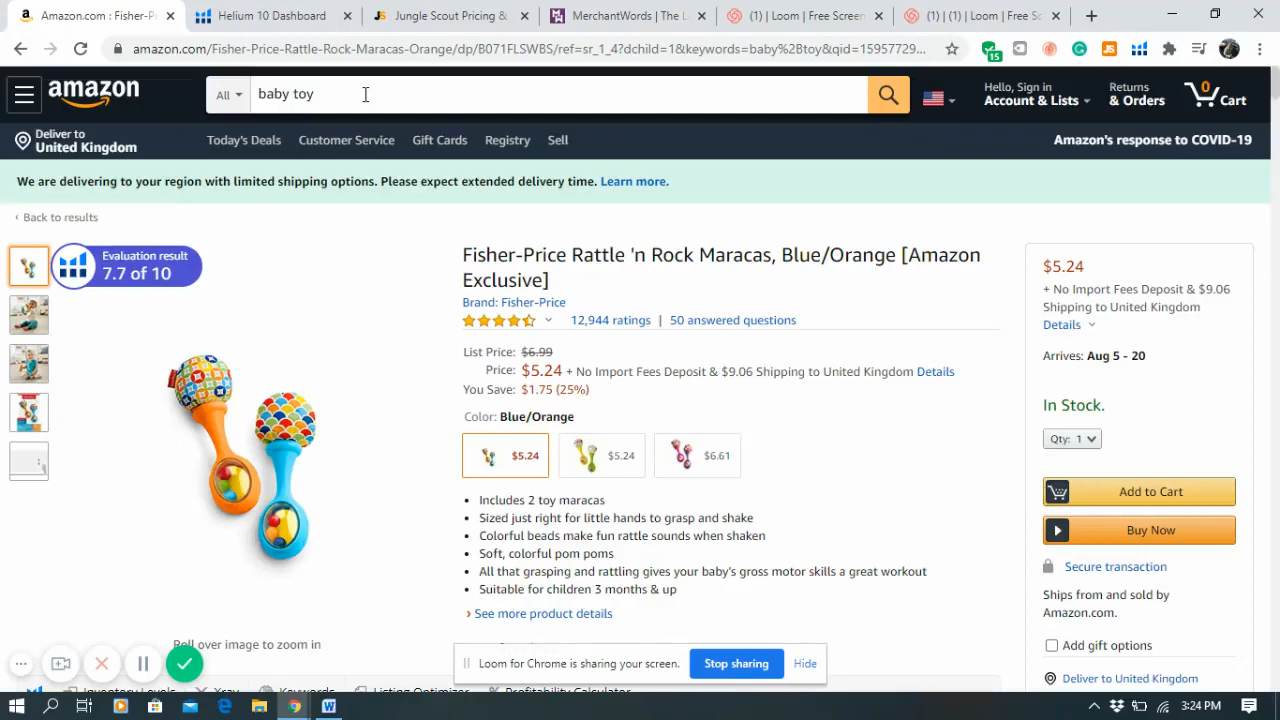 Amazon.com : Fisher-P
Helium 10 Dashboard
JS Jungle Scout Pricing &
MerchantWords | The L
(1) | Loom | Free Screen
(1) | (1) | Loom | Free Sc
amazon.com/Fisher-Price-Rattle-Rock-Maracas-Orange/dp/B071FLSWBS/ref=sr_1_4?dchild=1&keywords=baby%2Btoy&qid=15957729...
15
JS
amazon
All
baby toy
Hello, Sign in
Account & Lists
Returns
& Orders
0
Cart
Deliver to
United Kingdom
Today's Deals
Customer Service
Gift Cards
Registry
Sell
Amazon's response to COVID-19
We are delivering to your region with limited shipping options. Please expect extended delivery time. Learn more.
‹ Back to results
Evaluation result
7.7 of 10
Fisher-Price Rattle 'n Rock Maracas, Blue/Orange [Amazon
Exclusive]
Brand: Fisher-Price
12,944 ratings | 50 answered questions
List Price: $6.99
Price: $5.24 + No Import Fees Deposit & $9.06 Shipping to United Kingdom Details
You Save: $1.75 (25%)
Color: Blue/Orange
$5.24
$5.24
$6.61
• Includes 2 toy maracas
• Sized just right for little hands to grasp and shake
• Colorful beads make fun rattle sounds when shaken
• Soft, colorful pom poms
• All that grasping and rattling gives your baby's gross motor skills a great workout
• Suitable for children 3 months & up
› See more product details
Roll over image to zoom in
$5.24
+ No Import Fees Deposit & $9.06
Shipping to United Kingdom
Details
Arrives: Aug 5 - 20
In Stock.
Qty: 1
Add to Cart
Buy Now
Secure transaction
Ships from and sold by
Amazon.com.
Add gift options
Deliver to United Kingdom
Loom for Chrome is sharing your screen.
Stop sharing
Hide
Inventory Levels
Xray
Keywords
Listing Optimizer
Profitability Calculator
3:24 PM